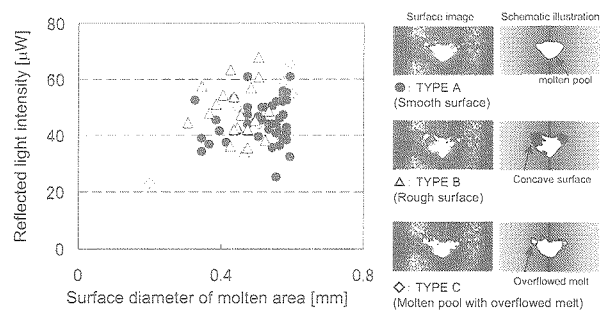 Reflected light intensity [μW]
80
60
40
20
0
0
0.4
0.8
Surface diameter of molten area [mm]
Surface image
Schematic illustration
molten pool
: TYPE A
(Smooth surface)
Concave surface
: TYPE B
(Rough surface)
Overflowed melt
: TYPE C
(Molten pool with overflowed melt)